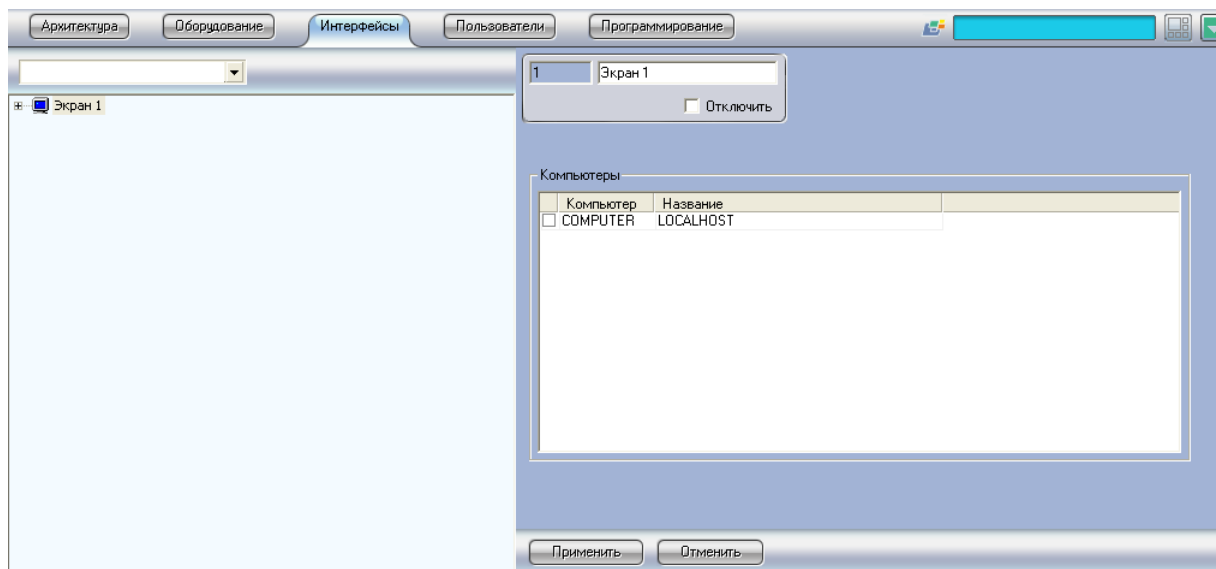 Архитектура Оборудование Интерфейсы Пользователи Программирование
1 Экран 1
Экран 1
Отключить
Компьютеры
Компьютер Название
COMPUTER LOCALHOST
Применить Отменить